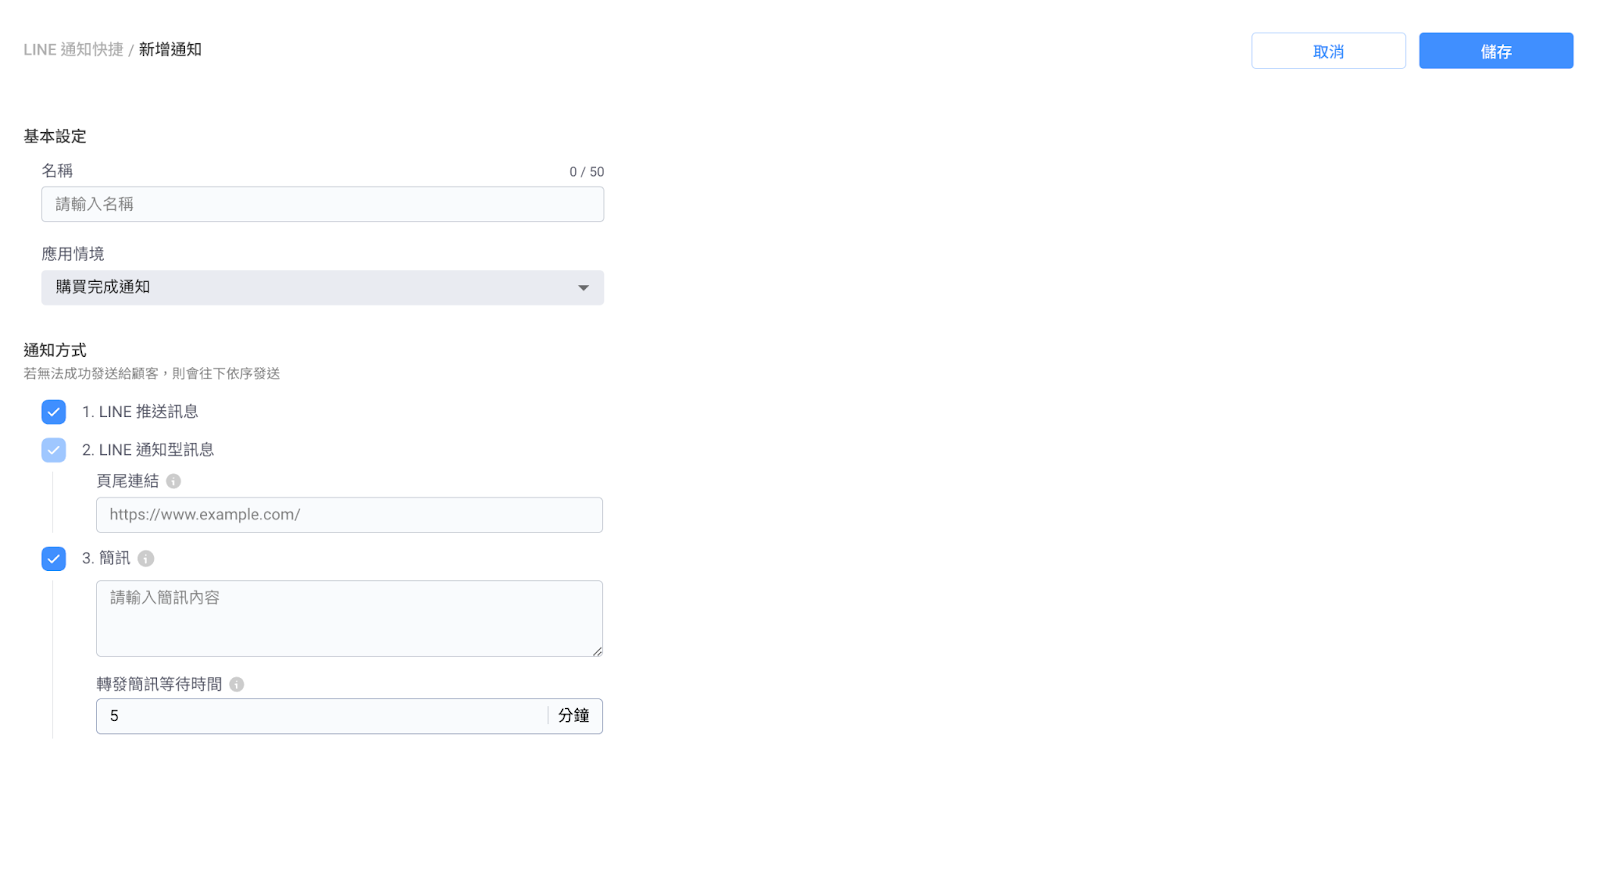 LINE 通知快捷 / 新增通知
取消
儲存
基本設定
名稱
0 / 50
請輸入名稱
應用情境
購買完成通知
通知方式
若無法成功發送給顧客，則會往下依序發送
1. LINE 推送訊息
2. LINE 通知型訊息
頁尾連結
https://www.example.com/
3. 簡訊
請輸入簡訊內容
轉發簡訊等待時間
5
分鐘